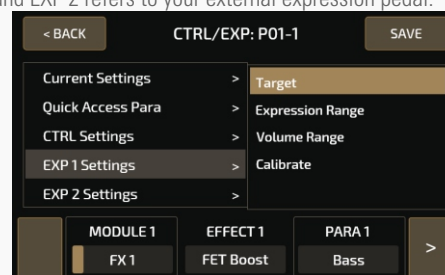 and EXP 2 refers to your external expression pedal.
< BACK CTRL/EXP: P01-1 SAVE
Current Settings > Target
Quick Access Para > Expression Range
CTRL Settings > Volume Range
EXP 1 Settings > Calibrate
EXP 2 Settings >
MODULE 1 EFFECT 1 PARA 1 >
FX 1 FET Boost Bass